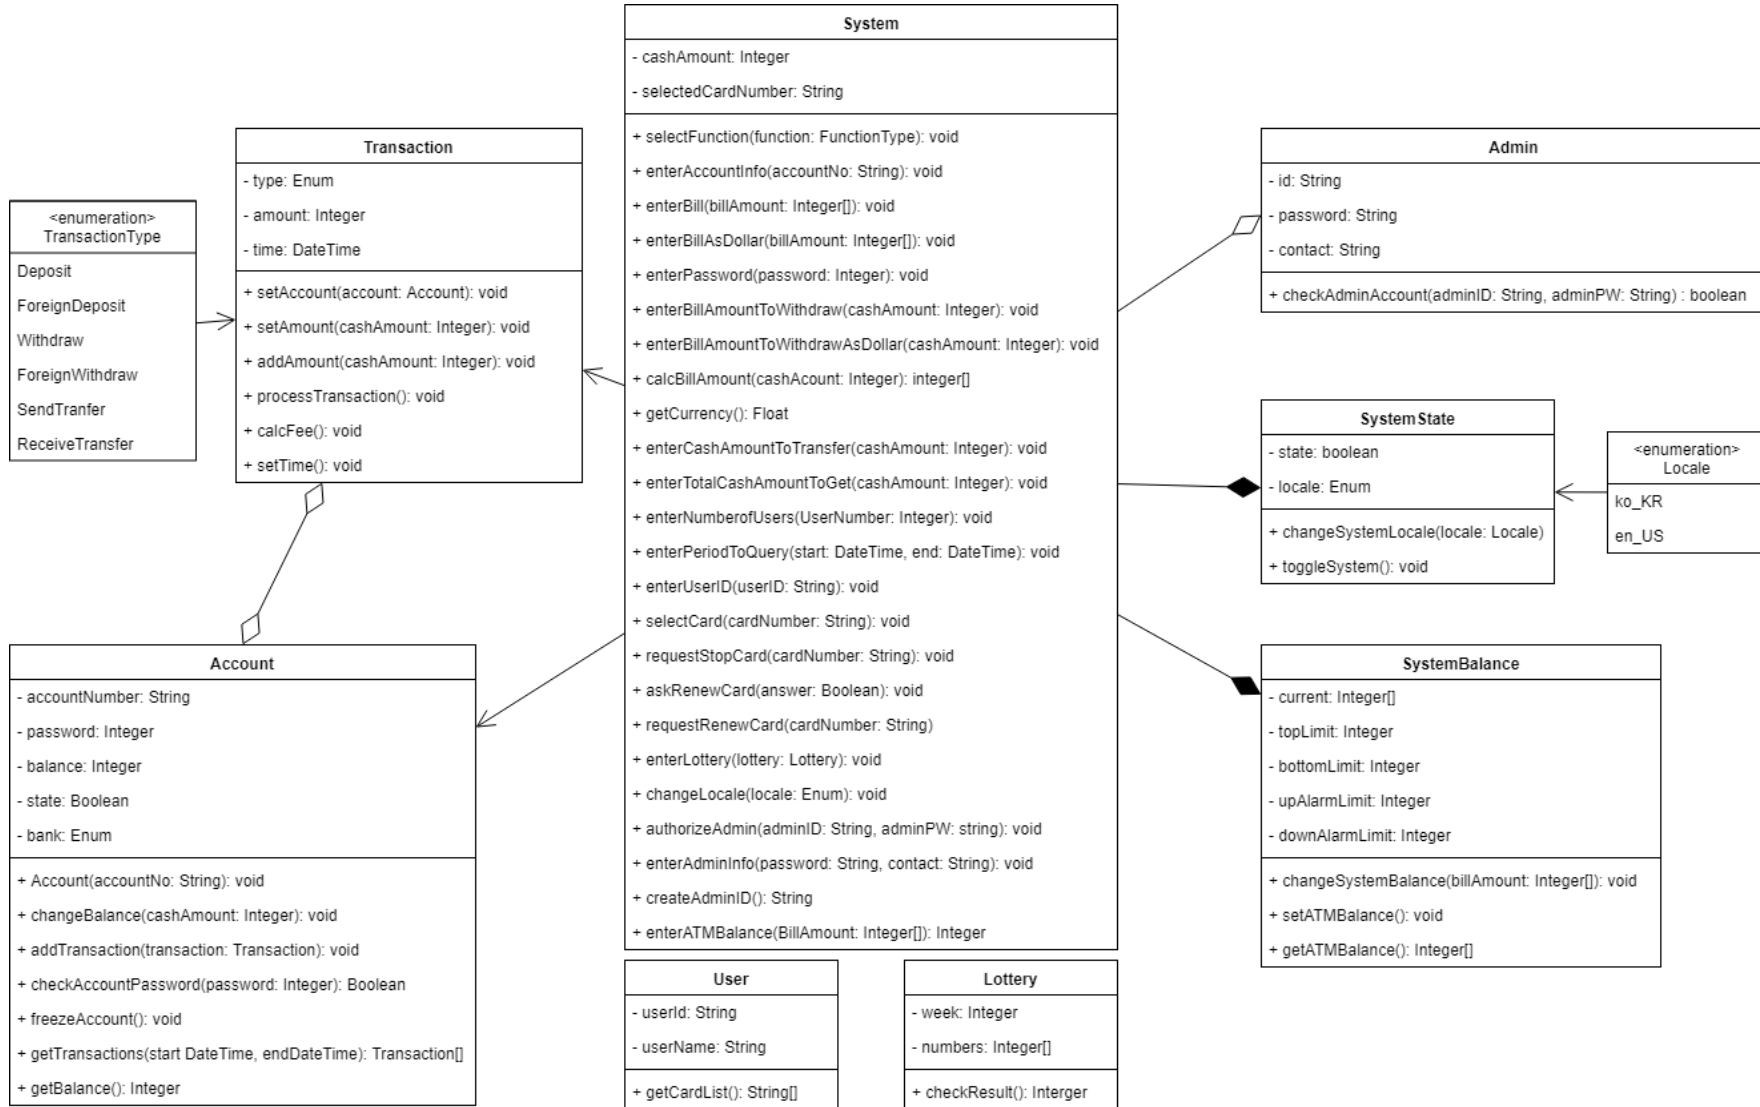 System
- cashAmount: Integer
- selectedCardNumber: String
+ selectFunction(function: FunctionType): void
+ enterAccountInfo(accountNo: String): void
+ enterBill(billAmount: Integer[]): void
+ enterBillAsDollar(billAmount: Integer[]): void
+ enterPassword(password: Integer): void
+ enterBillAmountToWithdraw(cashAmount: Integer): void
+ enterBillAmountToWithdrawAsDollar(cashAmount: Integer): void
+ calcBillAmount(cashAcount: Integer): integer[]
+ getCurrency(): Float
+ enterCashAmountToTransfer(cashAmount: Integer): void
+ enterTotalCashAmountToGet(cashAmount: Integer): void
+ enterNumberofUsers(UserNumber: Integer): void
+ enterPeriodToQuery(start: DateTime, end: DateTime): void
+ enterUserID(userID: String): void
+ selectCard(cardNumber: String): void
+ requestStopCard(cardNumber: String): void
+ askRenewCard(answer: Boolean): void
+ requestRenewCard(cardNumber: String)
+ enterLottery(lottery: Lottery): void
+ changeLocale(locale: Enum): void
+ authorizeAdmin(adminID: String, adminPW: string): void
+ enterAdminInfo(password: String, contact: String): void
+ createAdminID(): String
+ enterATMBalance(BillAmount: Integer[]): Integer
Transaction
- type: Enum
- amount: Integer
- time: DateTime
+ setAccount(account: Account): void
+ setAmount(cashAmount: Integer): void
+ addAmount(cashAmount: Integer): void
+ processTransaction(): void
+ calcFee(): void
+ setTime(): void
<enumeration>
TransactionType
Deposit
ForeignDeposit
Withdraw
ForeignWithdraw
SendTranfer
ReceiveTransfer
Admin
- id: String
- password: String
- contact: String
+ checkAdminAccount(adminID: String, adminPW: String) : boolean
SystemState
- state: boolean
- locale: Enum
+ changeSystemLocale(locale: Locale)
+ toggleSystem(): void
<enumeration>
Locale
ko_KR
en_US
Account
- accountNumber: String
- password: Integer
- balance: Integer
- state: Boolean
- bank: Enum
+ Account(accountNo: String): void
+ changeBalance(cashAmount: Integer): void
+ addTransaction(transaction: Transaction): void
+ checkAccountPassword(password: Integer): Boolean
+ freezeAccount(): void
+ getTransactions(start DateTime, endDateTime): Transaction[]
+ getBalance(): Integer
SystemBalance
- current: Integer[]
- topLimit: Integer
- bottomLimit: Integer
- upAlarmLimit: Integer
- downAlarmLimit: Integer
+ changeSystemBalance(billAmount: Integer[]): void
+ setATMBalance(): void
+ getATMBalance(): Integer[]
User
- userId: String
- userName: String
+ getCardList(): String[]
Lottery
- week: Integer
- numbers: Integer[]
+ checkResult(): Interger